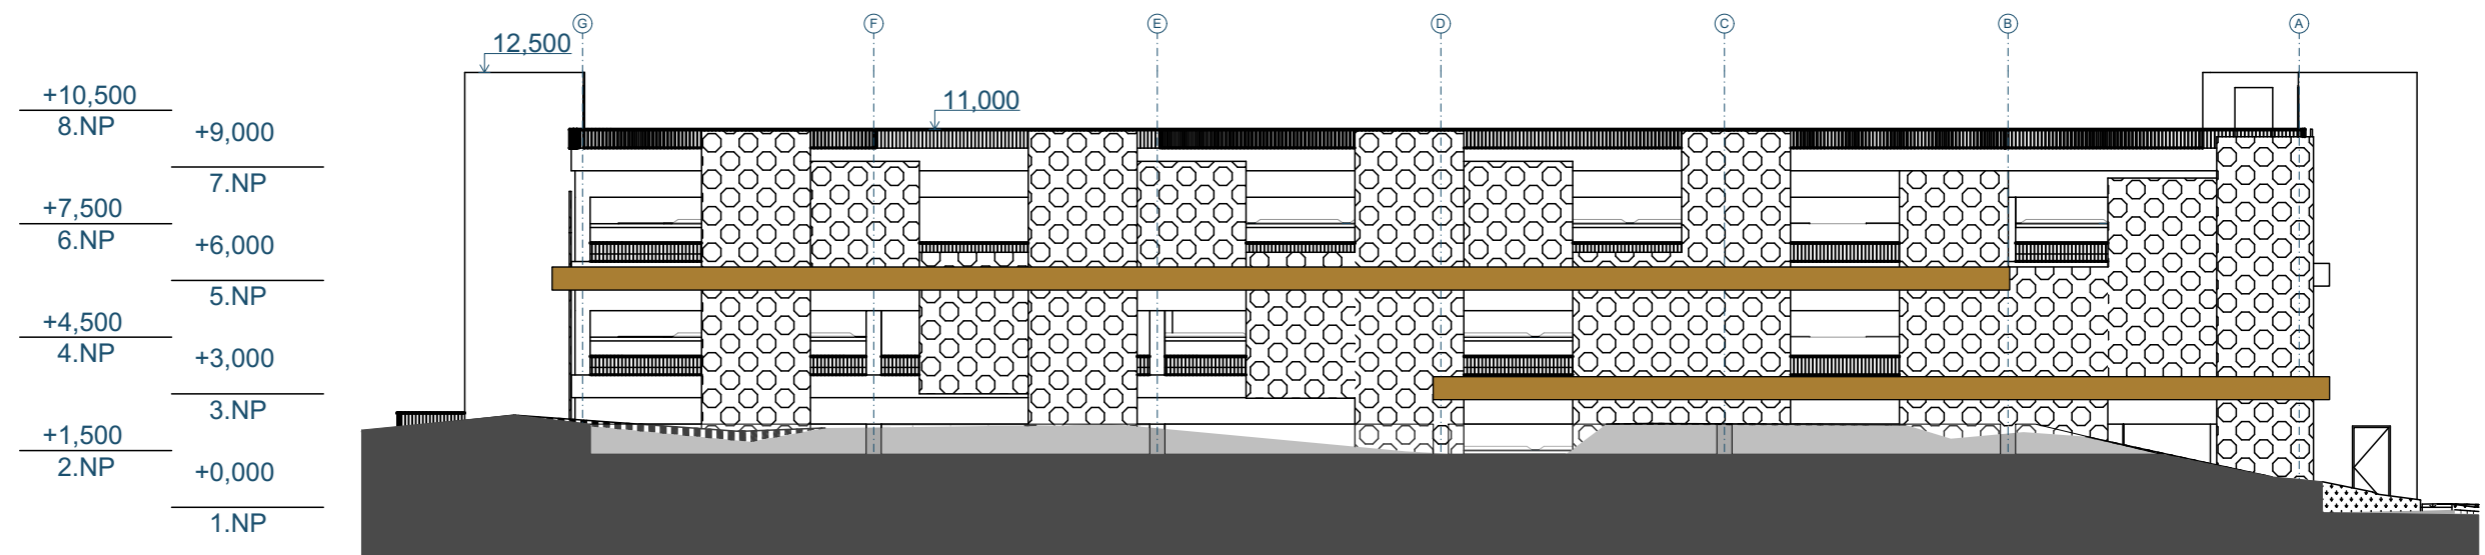 G F E D C B A
12,500
11,000
+10,500
8.NP
+9,000
7.NP
+7,500
6.NP
+6,000
5.NP
+4,500
4.NP
+3,000
3.NP
+1,500
2.NP
+0,000
1.NP